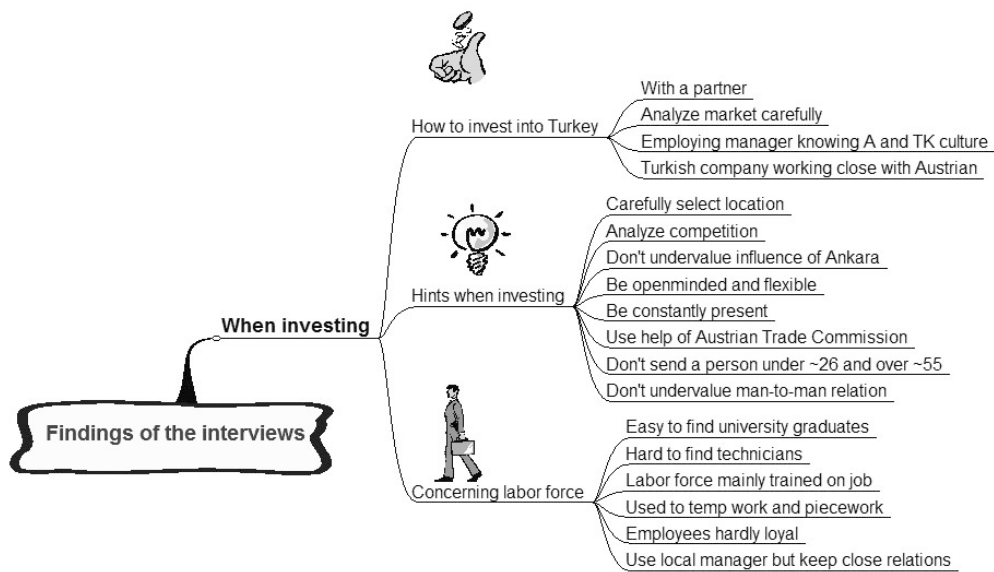 Findings of the interviews
When investing
How to invest into Turkey
With a partner
Analyze market carefully
Employing manager knowing A and TK culture
Turkish company working close with Austrian
Hints when investing
Carefully select location
Analyze competition
Don't undervalue influence of Ankara
Be openminded and flexible
Be constantly present
Use help of Austrian Trade Commission
Don't send a person under ~26 and over ~55
Don't undervalue man-to-man relation
Concerning labor force
Easy to find university graduates
Hard to find technicians
Labor force mainly trained on job
Used to temp work and piecework
Employees hardly loyal
Use local manager but keep close relations